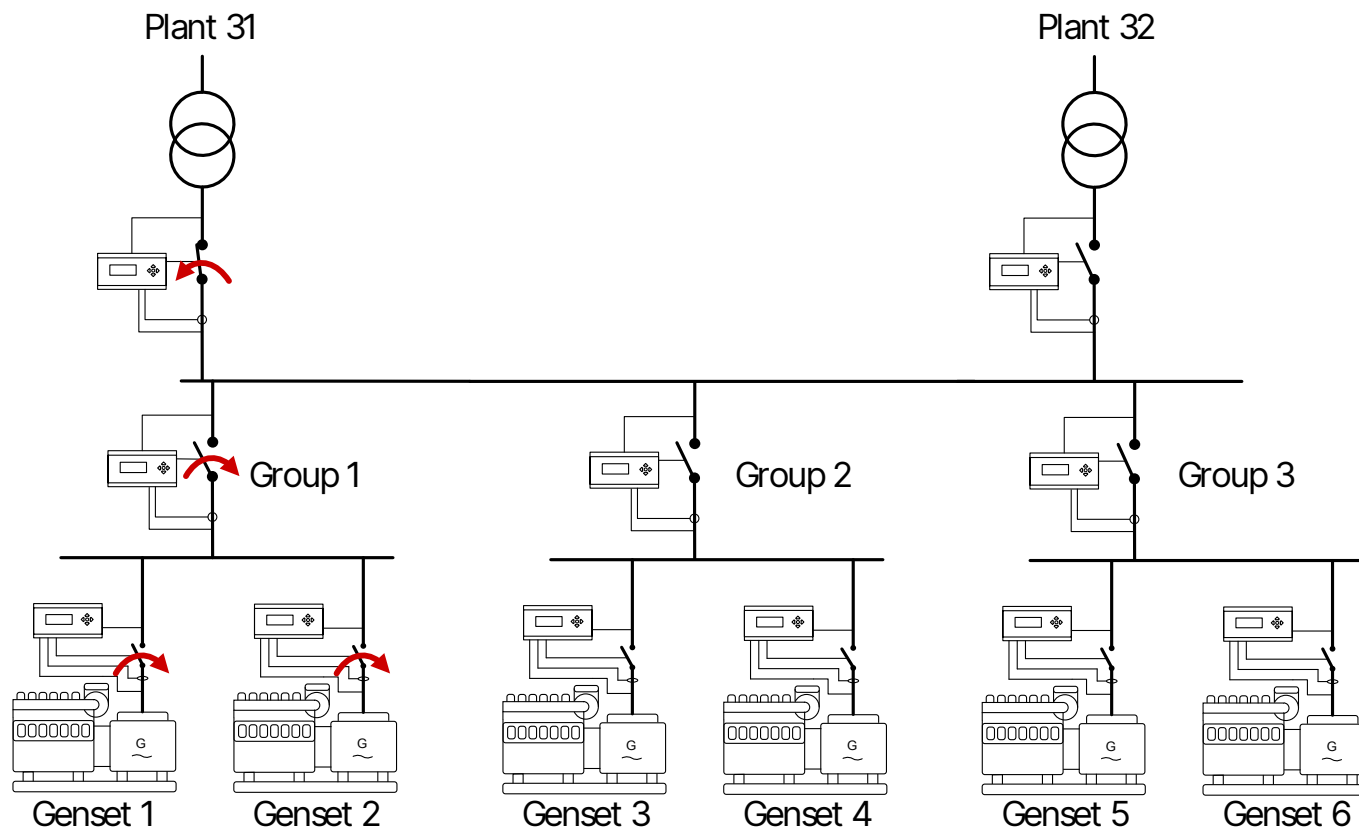 Plant 31
Plant 32
Group 1
Group 2
Group 3
G
G
G
G
G
G
Genset 1
Genset 2
Genset 3
Genset 4
Genset 5
Genset 6